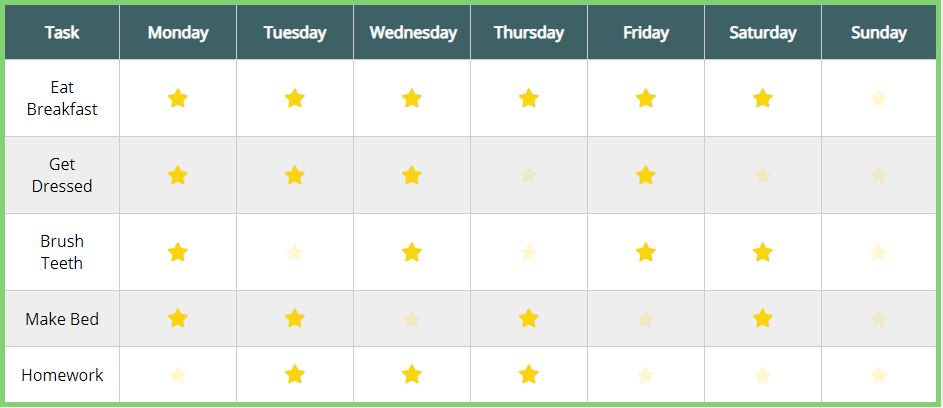 Task Monday Tuesday Wednesday Thursday Friday Saturday Sunday
Eat
Breakfast
Get
Dressed
Brush
Teeth
Make Bed
Homework